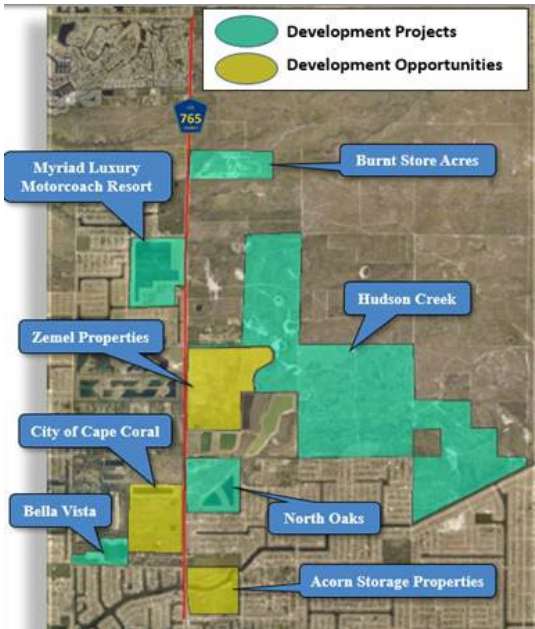 Development Projects
Development Opportunities
765
Burnt Store Acres
Myriad Luxury
Motorcoach Resort
Hudson Creek
Zemel Properties
City of Cape Coral
Bella Vista
North Oaks
Acorn Storage Properties